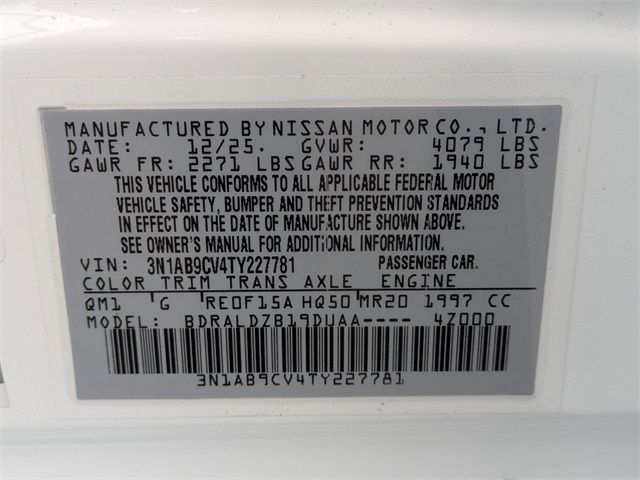 MANUFACTURED BY NISSAN MOTOR CO., LTD.
DATE: 12/25. GVWR: 4079 LBS
GAWR FR: 2271 LBS GAWR RR: 1940 LBS
THIS VEHICLE CONFORMS TO ALL APPLICABLE FEDERAL MOTOR
VEHICLE SAFETY, BUMPER AND THEFT PREVENTION STANDARDS
IN EFFECT ON THE DATE OF MANUFACTURE SHOWN ABOVE.
SEE OWNER'S MANUAL FOR ADDITIONAL INFORMATION.
VIN: 3N1AB9CV4TY227781 PASSENGER CAR.
COLOR TRIM TRANS AXLE ENGINE
QM1 G RE0F15A HQ50 MR20 1997 CC
MODEL: BDRALDZB19DUAA---- 4Z000
3N1AB9CV4TY227781